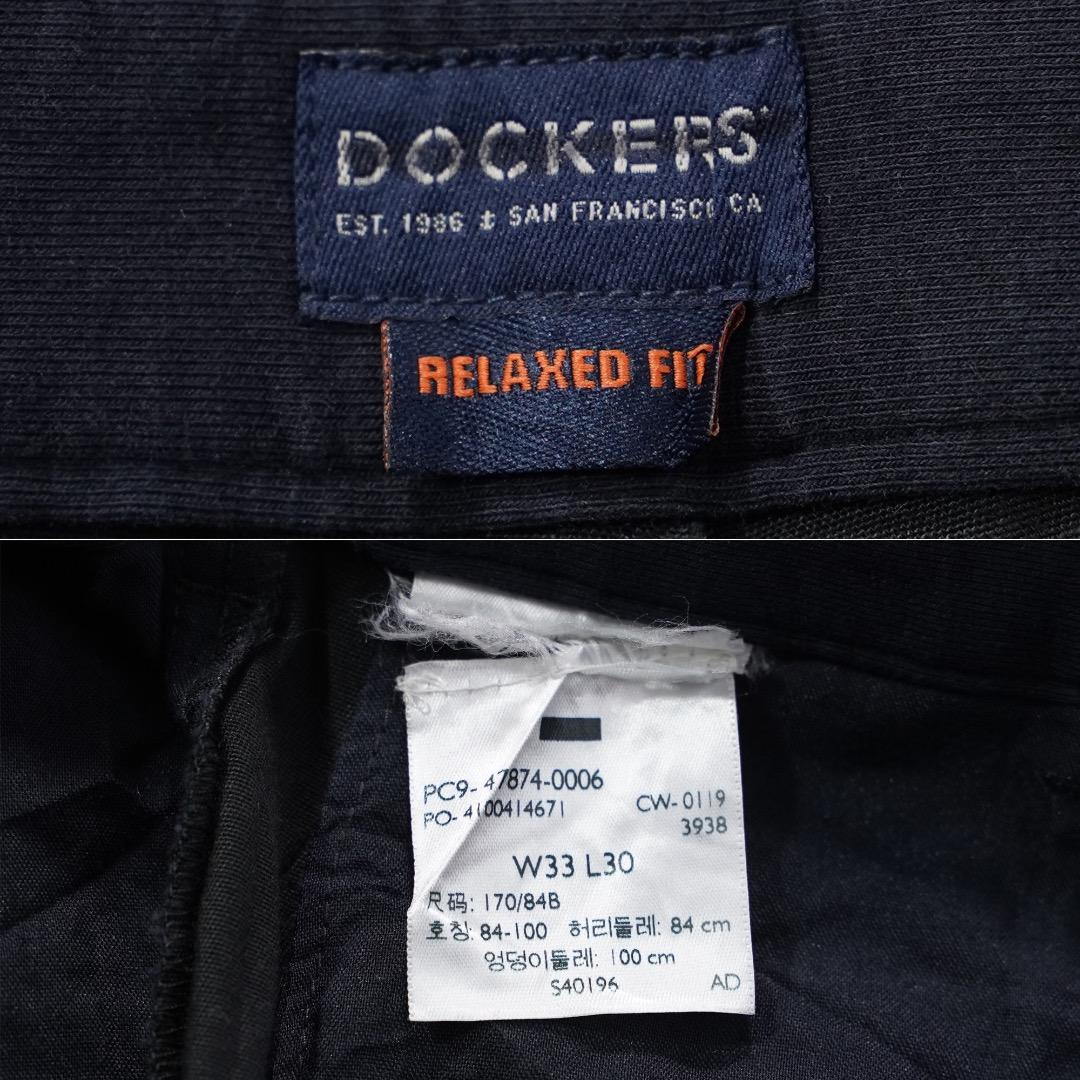 DOCKERS
EST. 1986 ⚓ SAN FRANCISCO CA
RELAXED FIT
PC9-47874-0006
PO-4100414671 CW-0119
3938
W33 L30
尺码: 170/84B
호칭: 84-100 허리둘레: 84 cm
엉덩이둘레: 100 cm
S40196 AD